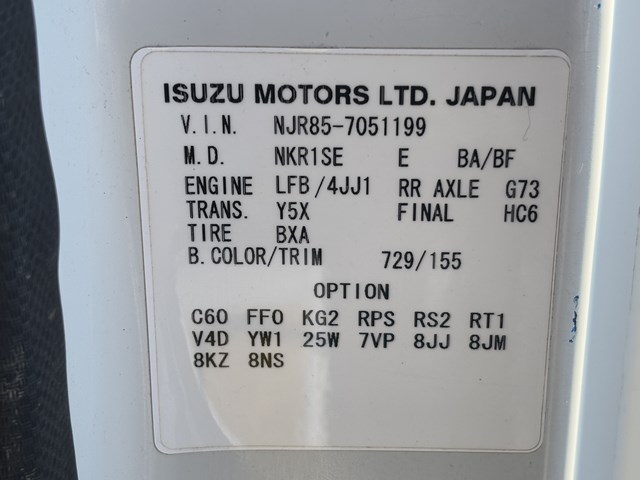 ISUZU MOTORS LTD. JAPAN
V.I.N. NJR85-7051199
M.D. NKR1SE E BA/BF
ENGINE LFB/4JJ1 RR AXLE G73
TRANS. Y5X FINAL HC6
TIRE BXA
B.COLOR/TRIM 729/155
OPTION
C60 FF0 KG2 RPS RS2 RT1
V4D YW1 25W 7VP 8JJ 8JM
8KZ 8NS